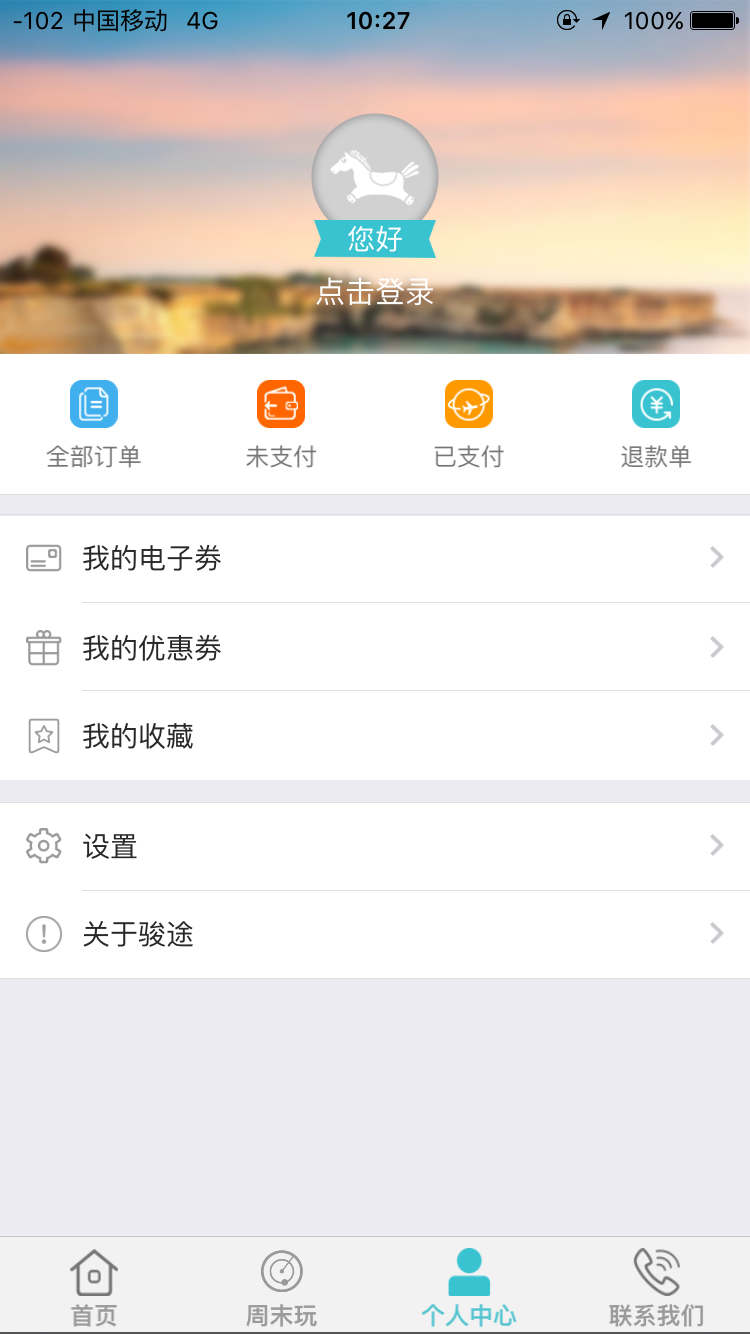 -102 中国移动 4G 10:27 100%
您好
点击登录
全部订单 未支付 已支付 退款单
我的电子劵
我的优惠劵
我的收藏
设置
关于骏途
首页 周末玩 个人中心 联系我们